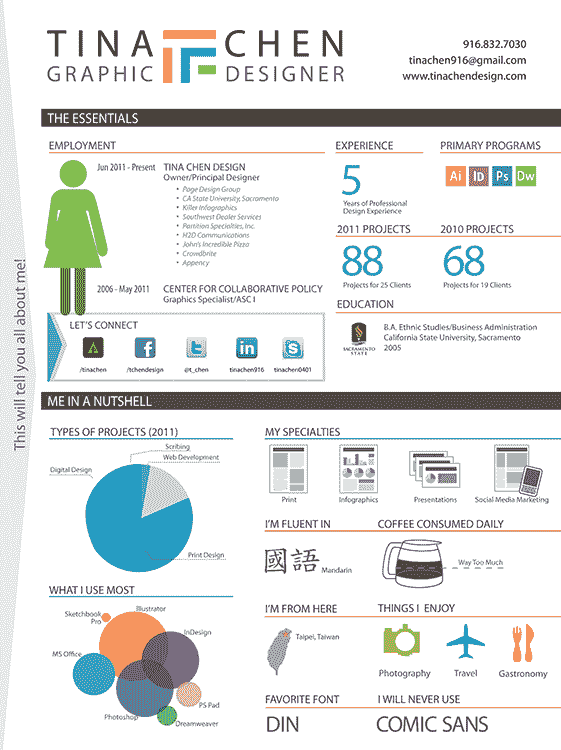 TINA CHEN
GRAPHIC DESIGNER
916.832.7030
tinachen916@gmail.com
www.tinachendesign.com
This will tell you all about me!
THE ESSENTIALS
EMPLOYMENT
Jun 2011 - Present
TINA CHEN DESIGN
Owner/Principal Designer
• Page Design Group
• CA State University, Sacramento
• Killer Infographics
• Southwest Dealer Services
• Partition Specialties, Inc.
• H2D Communications
• John's Incredible Pizza
• Crowdbrite
• Appency
2006 - May 2011
CENTER FOR COLLABORATIVE POLICY
Graphics Specialist/ASC I
LET'S CONNECT
/tinachen
/tchendesign
@t_chen
tinachen916
tinachen0401
EXPERIENCE
5
Years of Professional
Design Experience
PRIMARY PROGRAMS
Ai
ID
Ps
Dw
2011 PROJECTS
88
Projects for 25 Clients
2010 PROJECTS
68
Projects for 19 Clients
EDUCATION
SACRAMENTO
STATE
B.A. Ethnic Studies/Business Administration
California State University, Sacramento
2005
ME IN A NUTSHELL
TYPES OF PROJECTS (2011)
Scribing
Web Development
Digital Design
Print Design
WHAT I USE MOST
Sketchbook
Pro
Illustrator
InDesign
MS Office
PS Pad
Photoshop
Dreamweaver
MY SPECIALTIES
Print
Infographics
Presentations
Social Media Marketing
I'M FLUENT IN
國語
Mandarin
COFFEE CONSUMED DAILY
Way Too Much
I'M FROM HERE
Taipei, Taiwan
THINGS I ENJOY
Photography
Travel
Gastronomy
FAVORITE FONT
DIN
I WILL NEVER USE
COMIC SANS